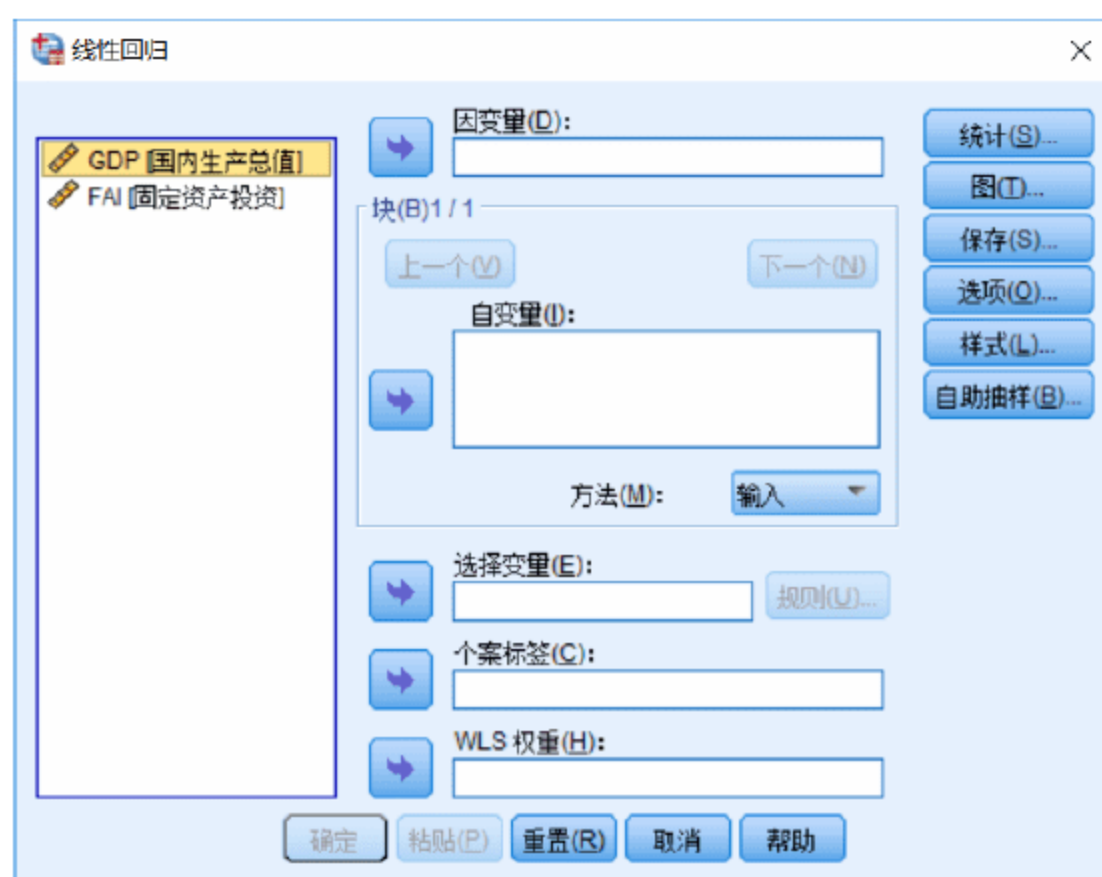 线性回归
GDP [国内生产总值]
FAI [固定资产投资]
因变量(D):
块(B)1 / 1
上一个(V)
下一个(N)
自变量(I):
方法(M):
输入
选择变量(E):
规则(U)...
个案标签(C):
WLS 权重(H):
统计(S)...
图(T)...
保存(S)...
选项(O)...
样式(L)...
自助抽样(B)...
确定
粘贴(P)
重置(R)
取消
帮助